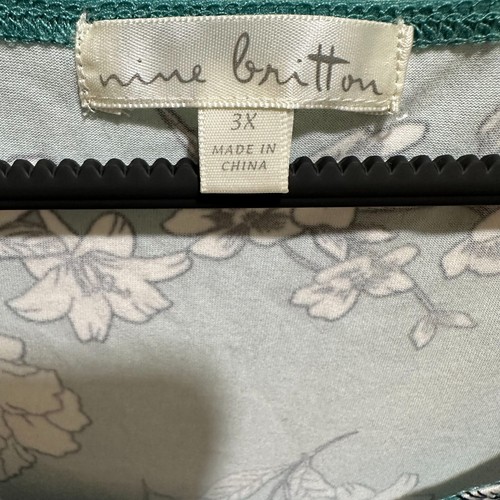 nine britton
3X
MADE IN
CHINA